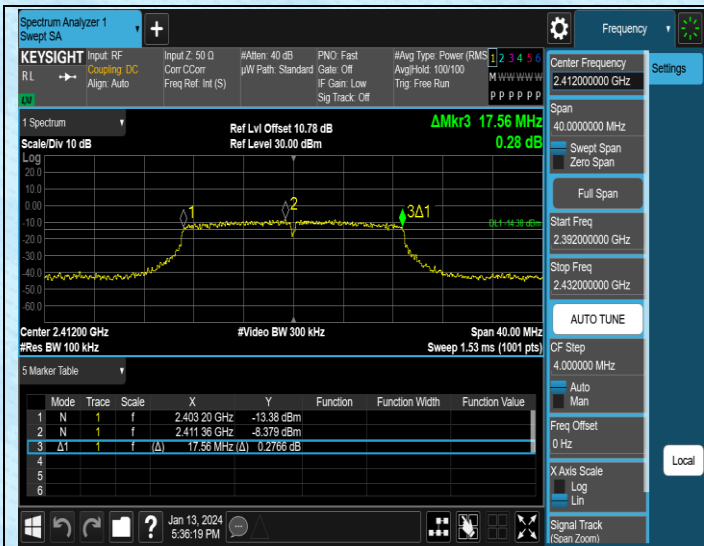 Spectrum Analyzer 1
Swept SA
Frequency
KEYSIGHT
RL
LXI
Input: RF
Coupling: DC
Align: Auto
Input Z: 50 Ω
Corr CCorr
Freq Ref: Int (S)
#Atten: 40 dB
µW Path: Standard
PNO: Fast
Gate: Off
IF Gain: Low
Sig Track: Off
#Avg Type: Power (RMS
Avg|Hold: 100/100
Trig: Free Run
1 2 3 4 5 6
M W W W W W
P P P P P P
1 Spectrum
Scale/Div 10 dB
Ref Lvl Offset 10.78 dB
Ref Level 30.00 dBm
ΔMkr3 17.56 MHz
0.28 dB
Log
20.0
10.0
0.00
-10.0
-20.0
-30.0
-40.0
-50.0
-60.0
1
2
3Δ1
DL1 -14.38 dBm
Center 2.41200 GHz
#Res BW 100 kHz
#Video BW 300 kHz
Span 40.00 MHz
Sweep 1.53 ms (1001 pts)
5 Marker Table
Mode Trace Scale X Y Function Function Width Function Value
1 N 1 f 2.403 20 GHz -13.38 dBm
2 N 1 f 2.411 36 GHz -8.379 dBm
3 Δ1 1 f (Δ) 17.56 MHz (Δ) 0.2766 dB
4
5
6
Jan 13, 2024
5:36:19 PM
Center Frequency
2.412000000 GHz
Span
40.0000000 MHz
Swept Span
Zero Span
Full Span
Start Freq
2.392000000 GHz
Stop Freq
2.432000000 GHz
AUTO TUNE
CF Step
4.000000 MHz
Auto
Man
Freq Offset
0 Hz
X Axis Scale
Log
Lin
Signal Track
(Span Zoom)
Settings
Local